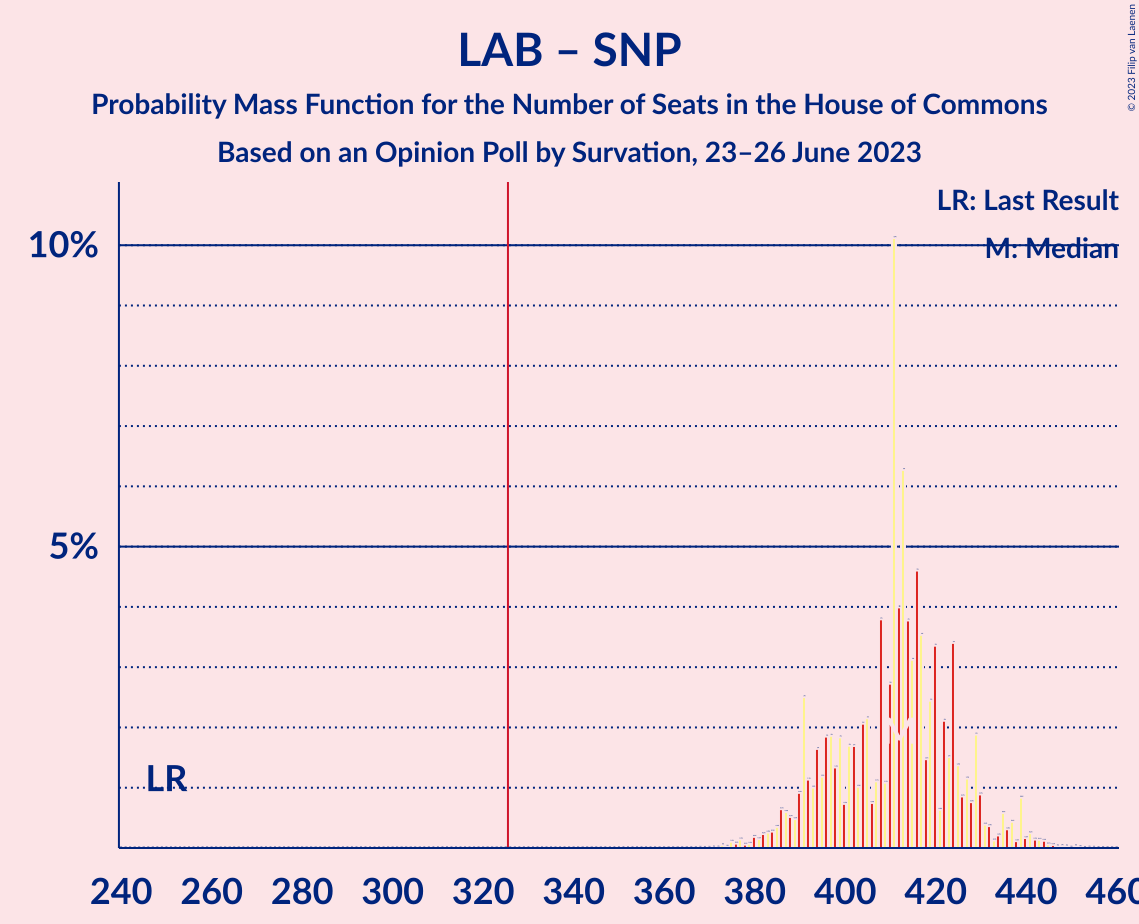 LAB – SNP
Probability Mass Function for the Number of Seats in the House of Commons
Based on an Opinion Poll by Survation, 23–26 June 2023
© 2023 Filip van Laenen
LR: Last Result
M: Median
10%
5%
LR
M
240 260 280 300 320 340 360 380 400 420 440 460